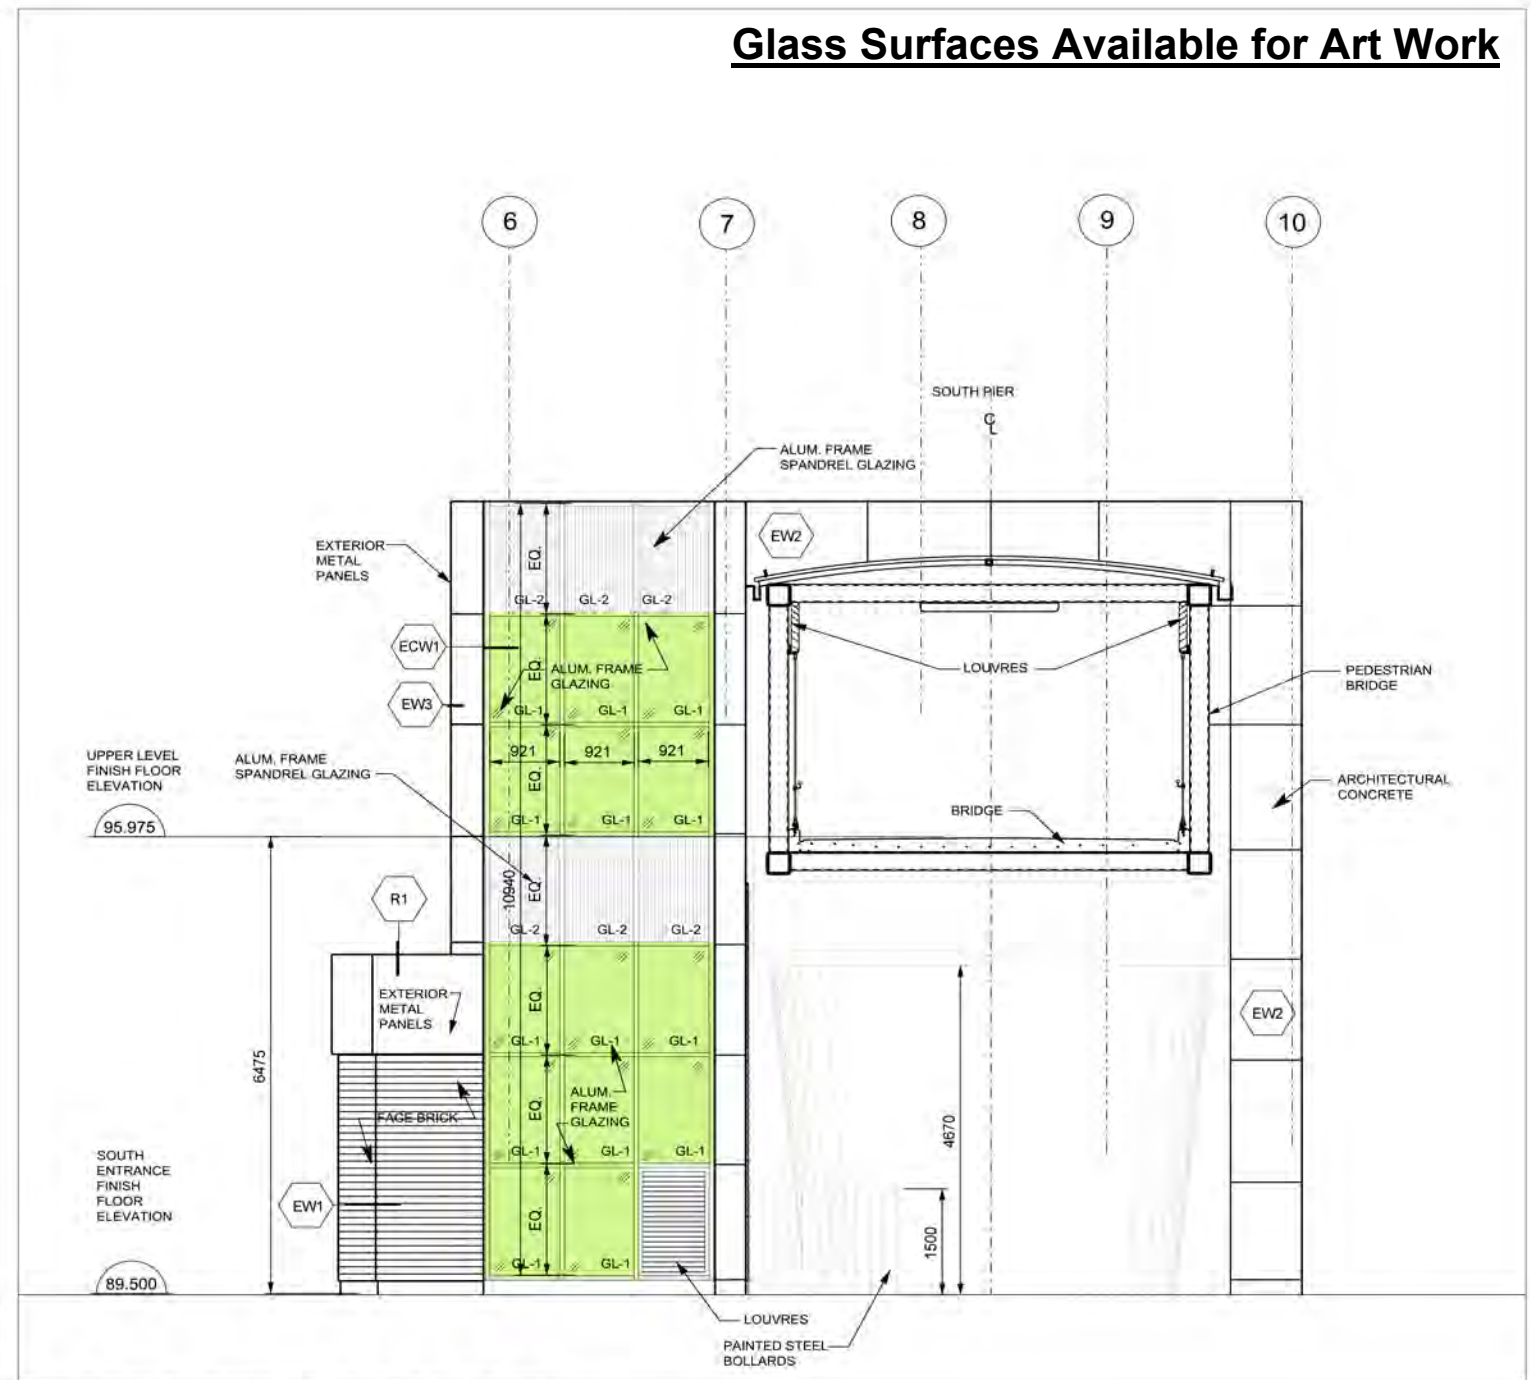 Glass Surfaces Available for Art Work
6
7
8
9
10
SOUTH PIER
CL
ALUM. FRAME
SPANDREL GLAZING
EXTERIOR
METAL
PANELS
EW2
EQ.
GL-2
GL-2
GL-2
ECW1
ALUM. FRAME
GLAZING
EQ.
LOUVRES
PEDESTRIAN
BRIDGE
EW3
GL-1
GL-1
GL-1
UPPER LEVEL
FINISH FLOOR
ELEVATION
ALUM. FRAME
SPANDREL GLAZING
921
921
921
EQ.
ARCHITECTURAL
CONCRETE
BRIDGE
GL-1
GL-1
GL-1
95.975
10940
EQ.
R1
GL-2
GL-2
GL-2
EXTERIOR
METAL
PANELS
EQ.
EW2
GL-1
GL-1
GL-1
6475
ALUM.
FRAME
GLAZING
EQ.
FACE BRICK
4670
SOUTH
ENTRANCE
FINISH
FLOOR
ELEVATION
GL-1
GL-1
GL-1
EW1
EQ.
1500
GL-1
GL-1
89.500
LOUVRES
PAINTED STEEL
BOLLARDS